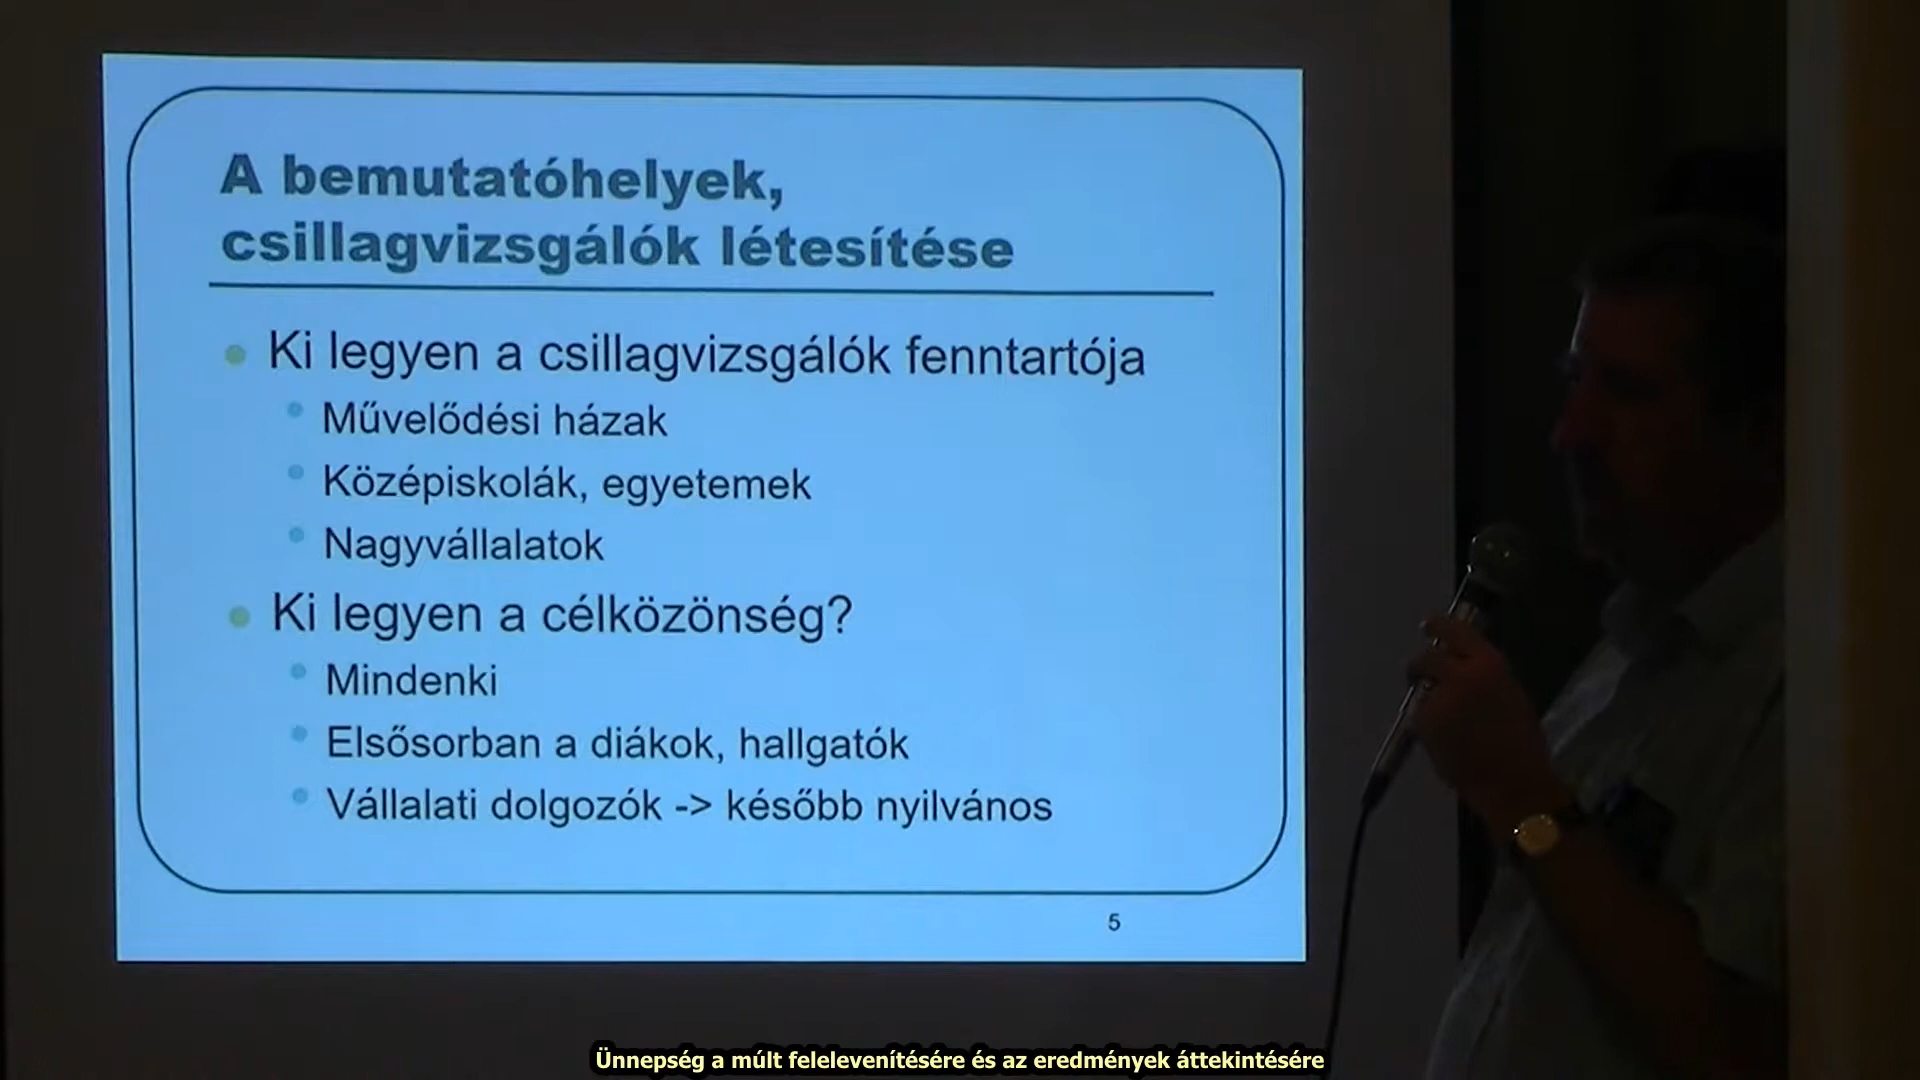 A bemutatóhelyek,
csillagvizsgálók létesítése
Ki legyen a csillagvizsgálók fenntartója
Művelődési házak
Középiskolák, egyetemek
Nagyvállalatok
Ki legyen a célközönség?
Mindenki
Elsősorban a diákok, hallgatók
Vállalati dolgozók -> később nyilvános
5
Ünnepség a múlt felelevenítésére és az eredmények áttekintésére